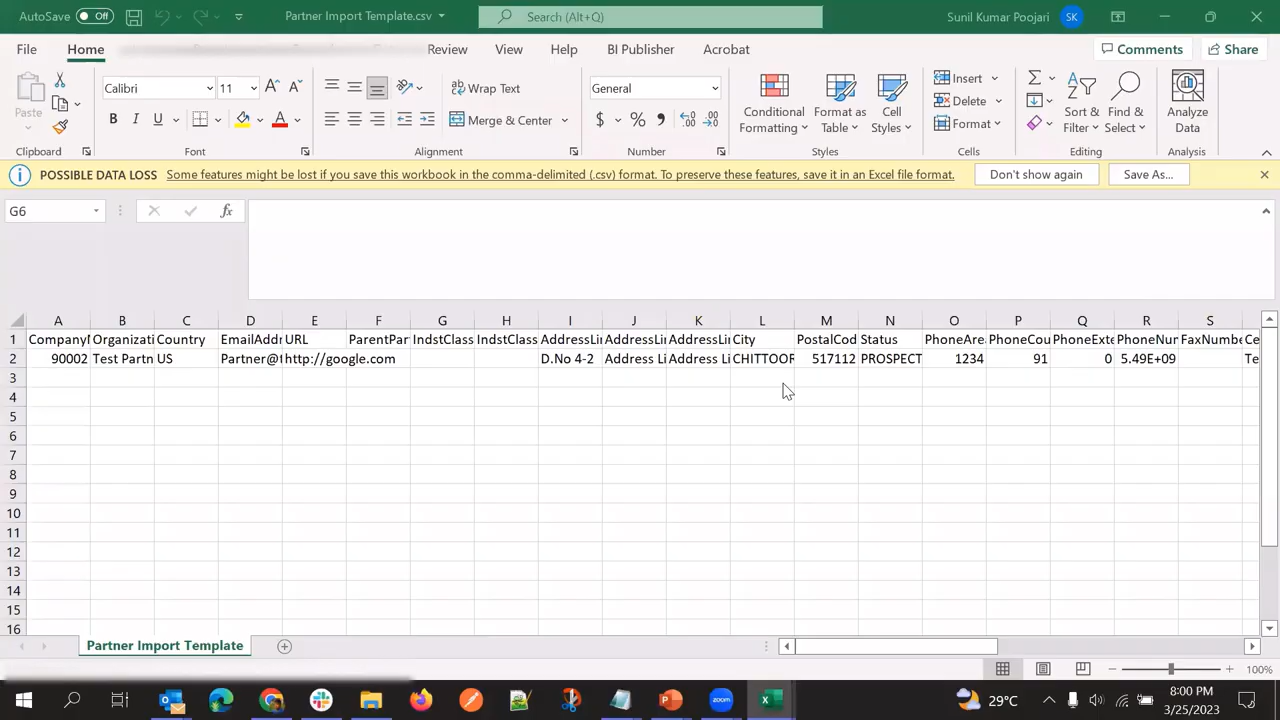 AutoSave Off Partner Import Template.csv Search (Alt+Q) Sunil Kumar Poojari SK
File Home Review View Help BI Publisher Acrobat Comments Share
Paste Calibri 11 Wrap Text General Conditional Formatting Format as Table Cell Styles Insert Sort & Filter Find & Select Analyze Data
B I U A Merge & Center $ % Delete
Format
Clipboard Font Alignment Number Styles Cells Editing Analysis
POSSIBLE DATA LOSS Some features might be lost if you save this workbook in the comma-delimited (.csv) format. To preserve these features, save it in an Excel file format. Don't show again Save As...
G6 fx
A B C D E F G H I J K L M N O P Q R S
1 CompanyN Organizati Country EmailAddr URL ParentPar IndstClass IndstClass AddressLin AddressLin AddressLin City PostalCod Status PhoneArea PhoneCou PhoneExte PhoneNum FaxNumbe Ce
2 90002 Test Partn US Partner@t http://google.com D.No 4-2 Address Li Address Li CHITTOOR 517112 PROSPECT 1234 91 0 5.49E+09 Te
3
4
5
6
7
8
9
10
11
12
13
14
15
16
Partner Import Template
100%
zoom 29°C 8:00 PM
3/25/2023